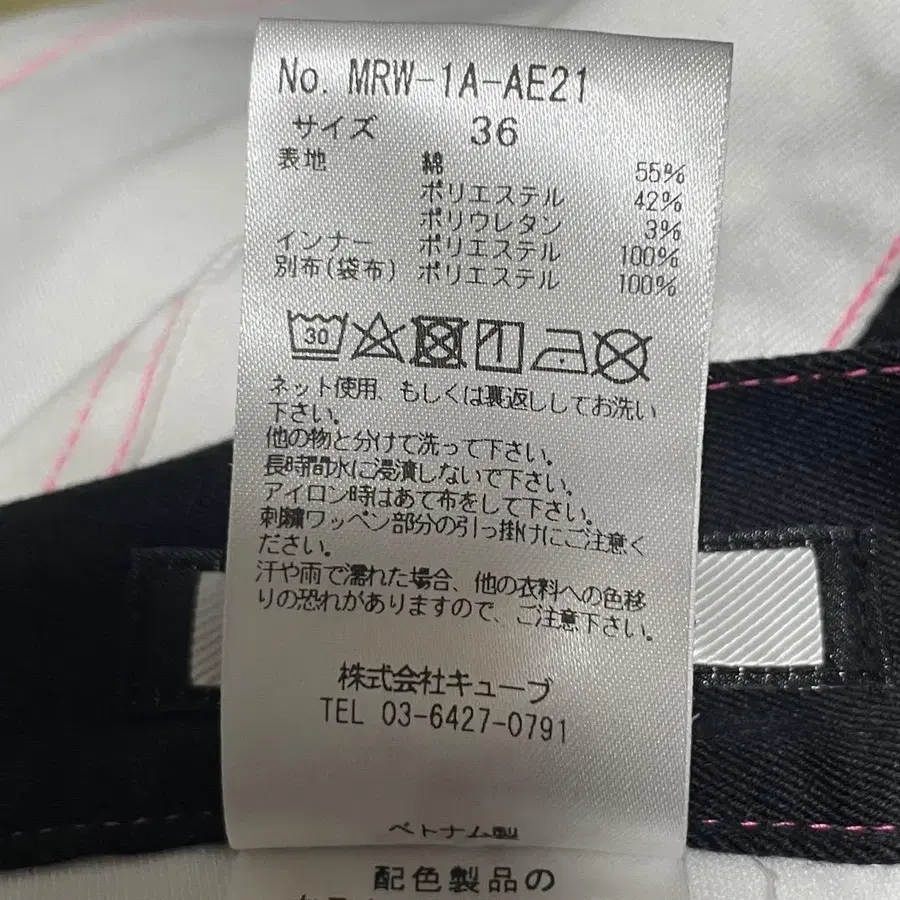 No. MRW-1A-AE21
サイズ 36
表地 綿 55%
ポリエステル 42%
ポリウレタン 3%
インナー ポリエステル 100%
別布(袋布) ポリエステル 100%
30
ネット使用、もしくは裏返ししてお洗い
下さい。
他の物と分けて洗って下さい。
長時間水に浸漬しないで下さい。
アイロン時はあて布をして下さい。
刺繍ワッペン部分の引っ掛けにご注意く
ださい。
汗や雨で濡れた場合、他の衣料への色移
りの恐れがありますので、ご注意下さい。
株式会社キューブ
TEL 03-6427-0791
ベトナム製
配色製品の